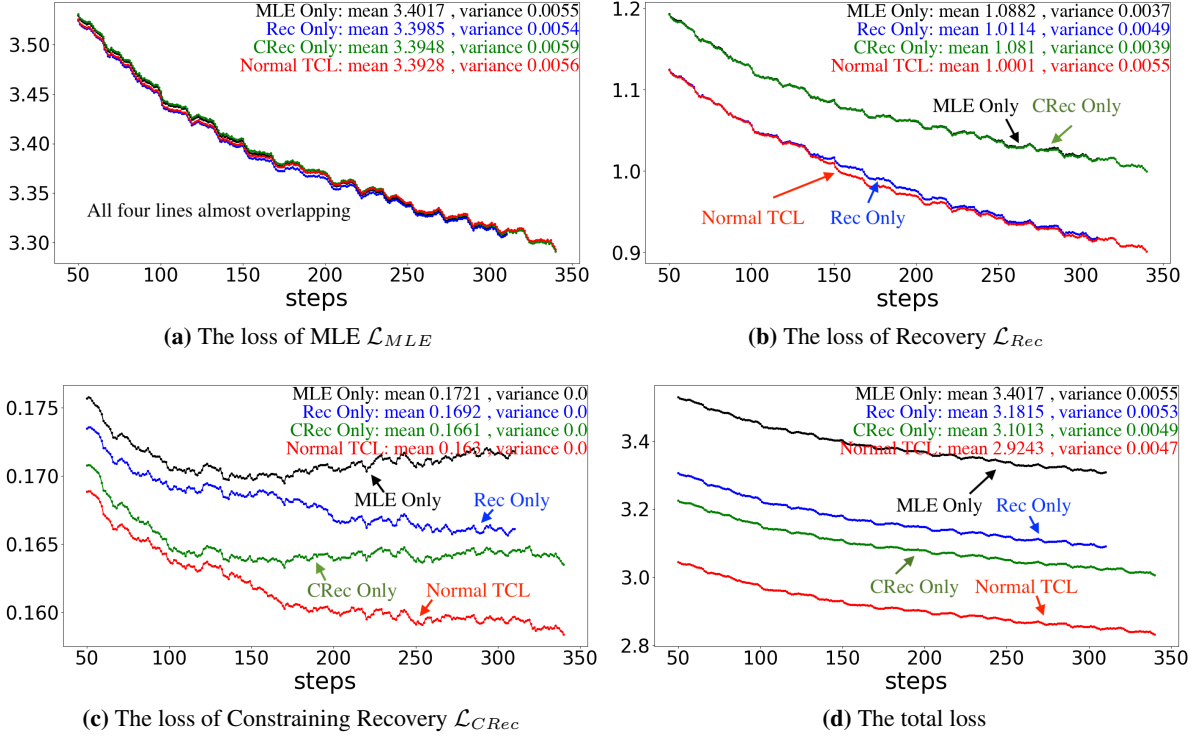 MLE Only: mean 3.4017 , variance 0.0055
Rec Only: mean 3.3985, variance 0.0054
CRec Only: mean 3.3948 , variance 0.0059
Normal TCL: mean 3.3928 , variance 0.0056
3.50
3.45
3.40
3.35
3.30
All four lines almost overlapping
50 100 150 200 250 300 350
steps
(a) The loss of MLE ℒ_MLE
MLE Only: mean 1.0882 , variance 0.0037
Rec Only: mean 1.0114 , variance 0.0049
CRec Only: mean 1.081 , variance 0.0039
Normal TCL: mean 1.0001 , variance 0.0055
1.2
1.1
1.0
0.9
MLE Only CRec Only
Normal TCL Rec Only
50 100 150 200 250 300 350
steps
(b) The loss of Recovery ℒ_Rec
MLE Only: mean 0.1721 , variance 0.0
Rec Only: mean 0.1692 , variance 0.0
CRec Only: mean 0.1661 , variance 0.0
Normal TCL: mean 0.163 , variance 0.0
0.175
0.170
0.165
0.160
MLE Only Rec Only
CRec Only Normal TCL
50 100 150 200 250 300 350
steps
(c) The loss of Constraining Recovery ℒ_CRec
MLE Only: mean 3.4017 , variance 0.0055
Rec Only: mean 3.1815 , variance 0.0053
CRec Only: mean 3.1013 , variance 0.0049
Normal TCL: mean 2.9243 , variance 0.0047
3.4
3.2
3.0
2.8
MLE Only Rec Only
CRec Only Normal TCL
50 100 150 200 250 300 350
steps
(d) The total loss